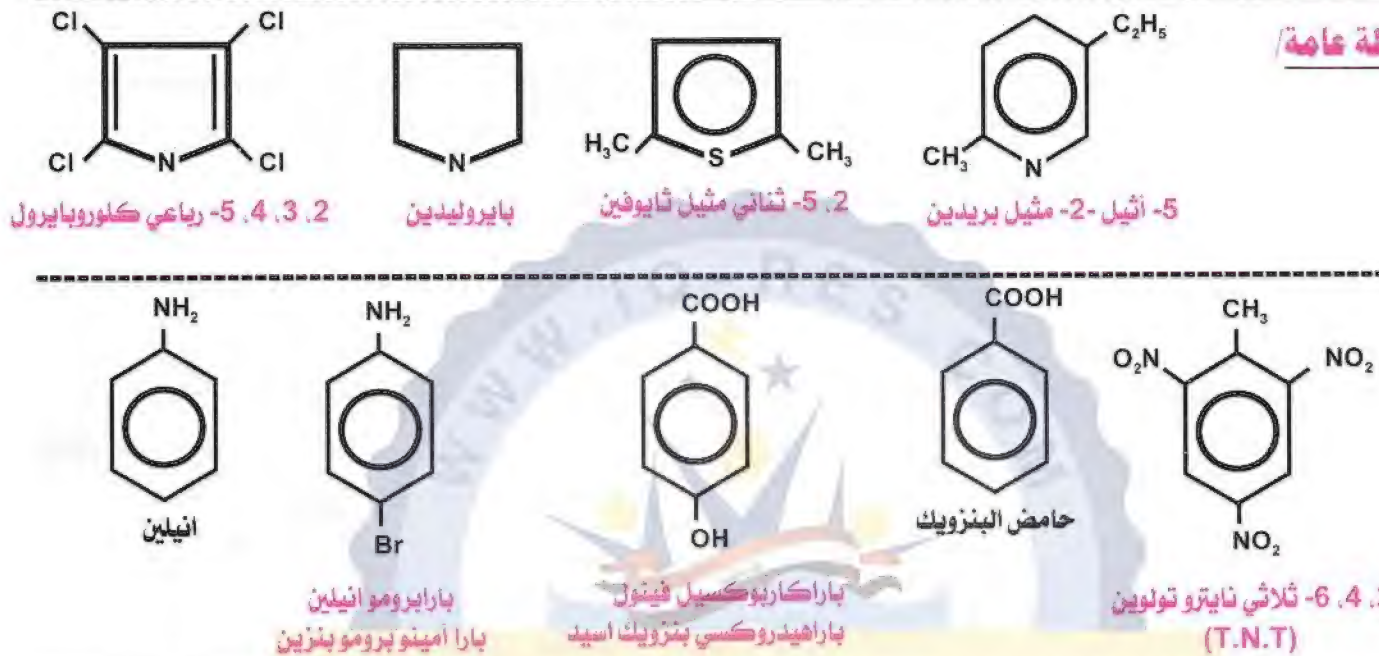 لة عامة/
C₂H₅
CH₃
N
5- أثيل -2- مثيل بريدين
H₃C
S
CH₃
2، 5- ثنائي مثيل ثايوفين
N
بايروليدين
Cl
Cl
Cl
Cl
N
2، 3، 4، 5- رباعي كلوروبايرول
CH₃
O₂N
NO₂
NO₂
4، 6- ثلاثي نايترو تولوين
(T.N.T)
COOH
حامض البنزويك
COOH
OH
باراكاربوكسيل فينول
باراهيدروكسي بنزويك اسيد
NH₂
Br
بارابرومو انيلين
بارا أمينو برومو بنزين
NH₂
انيلين